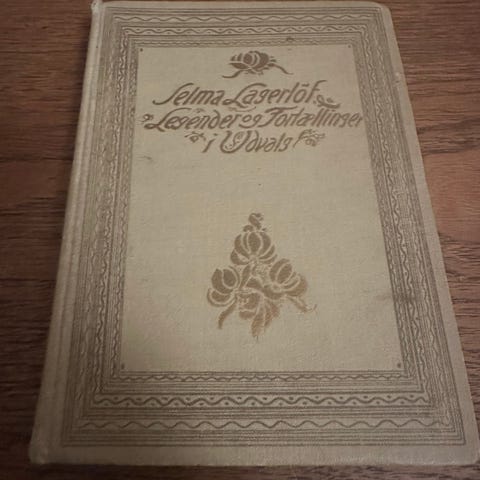 Selma Lagerlöf
Legender og Fortællinger
i Udvalg